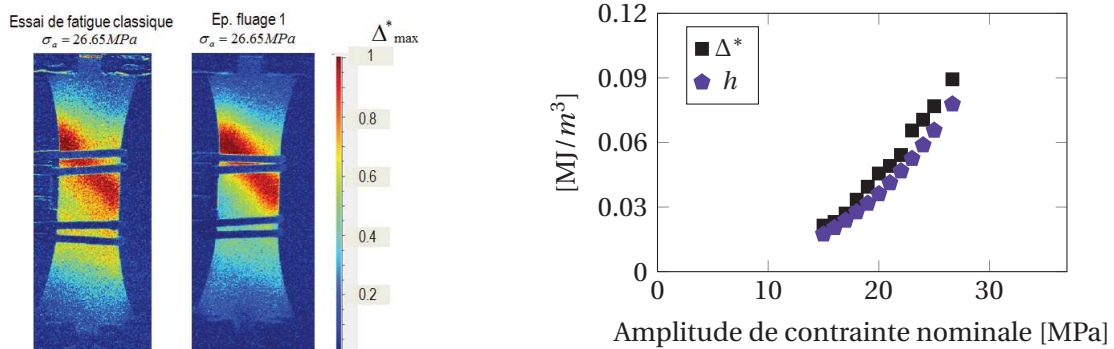 Essai de fatigue classique
σₐ = 26.65MPa
Ep. fluage 1
σₐ = 26.65MPa
Δ*max
1
0.8
0.6
0.4
0.2
[MJ/m³]
0.12
0.09
0.06
0.03
0
Δ*
h
0 10 20 30
Amplitude de contrainte nominale [MPa]